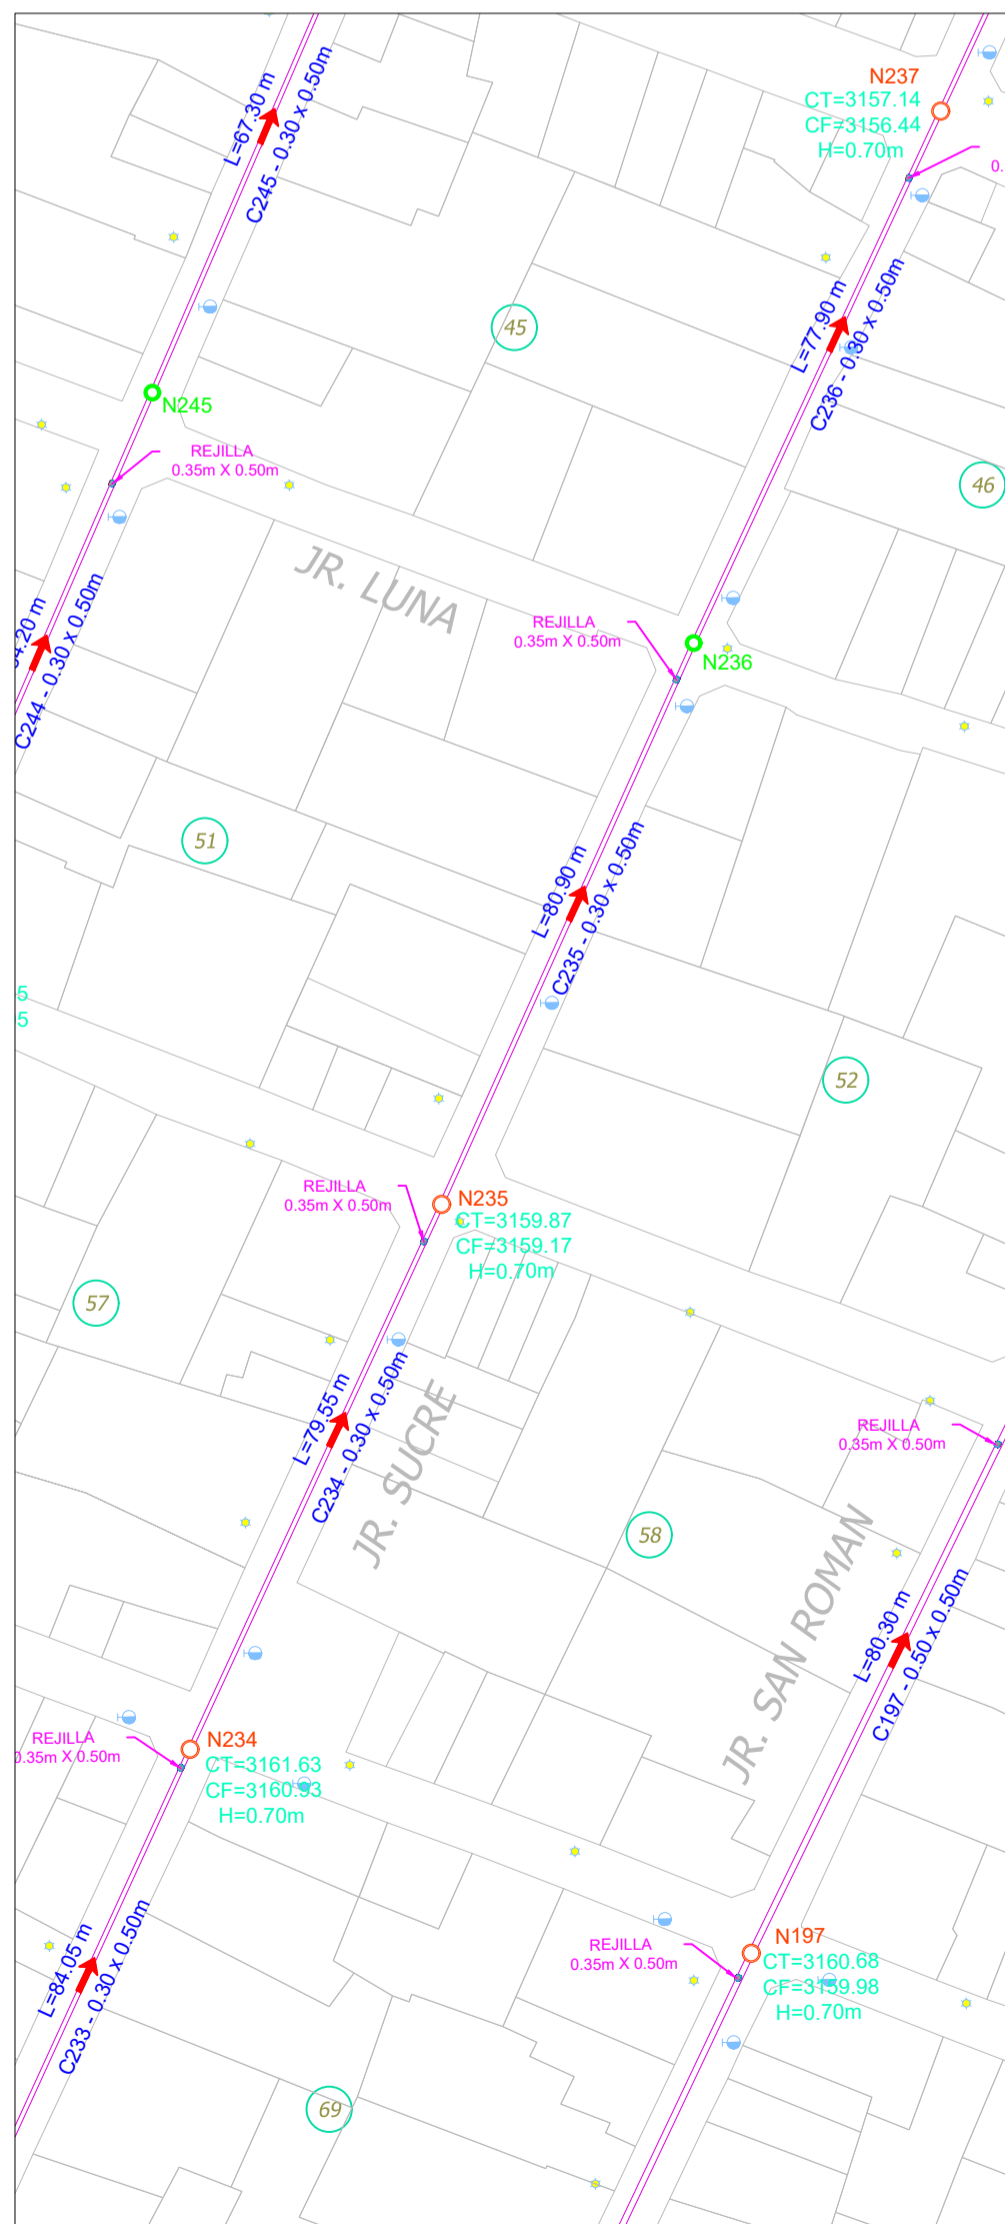 N237
CT=3157.14
CF=3156.44
H=0.70m
0.
L=67.30 m
C245 - 0.30 x 0.50m
45
L=77.90 m
C236 - 0.30 x 0.50m
N245
REJILLA
0.35m X 0.50m
46
JR. LUNA
4.20 m
C244 - 0.30 x 0.50m
REJILLA
0.35m X 0.50m
N236
51
L=80.90 m
C235 - 0.30 x 0.50m
5
5
52
REJILLA
0.35m X 0.50m
N235
CT=3159.87
CF=3159.17
H=0.70m
57
L=79.55 m
C234 - 0.30 x 0.50m
JR. SUCRE
REJILLA
0.35m X 0.50m
58
JR. SAN ROMAN
L=80.30 m
C197 - 0.50 x 0.50m
REJILLA
0.35m X 0.50m
N234
CT=3161.63
CF=3160.93
H=0.70m
L=84.05 m
C233 - 0.30 x 0.50m
REJILLA
0.35m X 0.50m
N197
CT=3160.68
CF=3159.98
H=0.70m
69